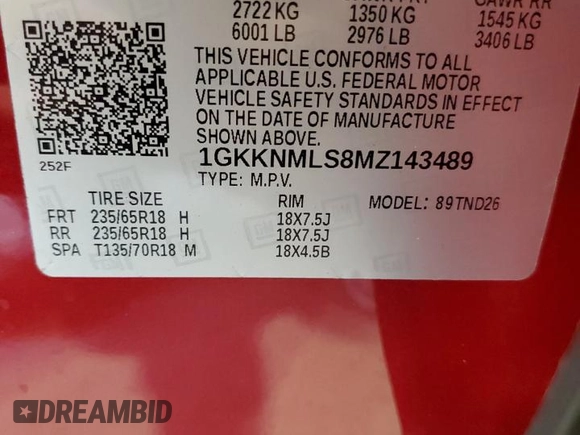 GAWR RR
2722 KG 1350 KG 1545 KG
6001 LB 2976 LB 3406 LB
THIS VEHICLE CONFORMS TO ALL
APPLICABLE U.S. FEDERAL MOTOR
VEHICLE SAFETY STANDARDS IN EFFECT
ON THE DATE OF MANUFACTURE
SHOWN ABOVE.
252F
1GKKNMLS8MZ143489
TYPE: M.P.V. MODEL: 89TND26
TIRE SIZE RIM
FRT 235/65R18 H 18X7.5J
RR 235/65R18 H 18X7.5J
SPA T135/70R18 M 18X4.5B
DREAMBID